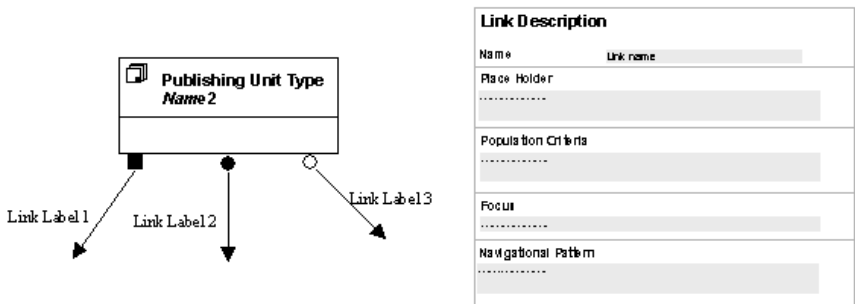 Publishing Unit Type
Name2
Link Label1
Link Label2
Link Label3
Link Description
Name Link name
Place Holder
--------------
Population Criteria
--------------
Focus
--------------
Navigational Pattern
--------------